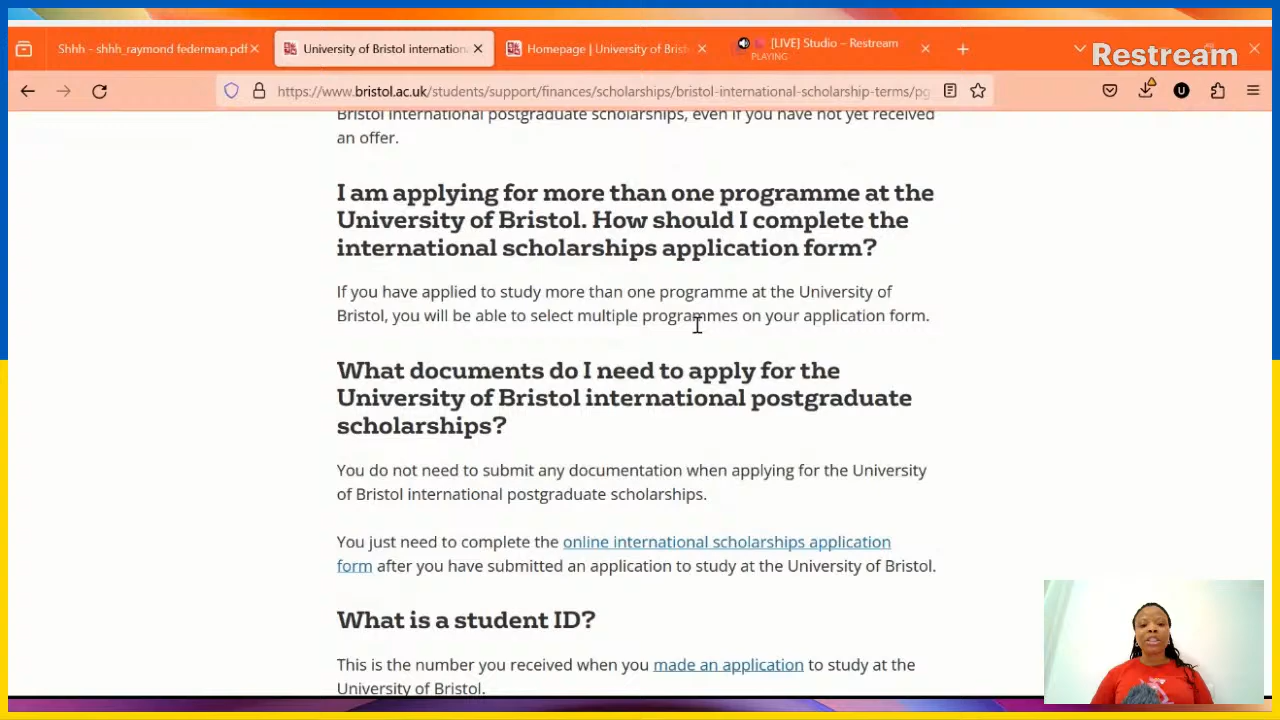 Shhh - shhh_raymond federman.pdf
University of Bristol internation
Homepage | University of Bris
[LIVE] Studio – Restream
PLAYING
Restream
https://www.bristol.ac.uk/students/support/finances/scholarships/bristol-international-scholarship-terms/pg
U
Bristol international postgraduate scholarships, even if you have not yet received
an offer.
I am applying for more than one programme at the
University of Bristol. How should I complete the
international scholarships application form?
If you have applied to study more than one programme at the University of
Bristol, you will be able to select multiple programmes on your application form.
What documents do I need to apply for the
University of Bristol international postgraduate
scholarships?
You do not need to submit any documentation when applying for the University
of Bristol international postgraduate scholarships.
You just need to complete the online international scholarships application
form after you have submitted an application to study at the University of Bristol.
What is a student ID?
This is the number you received when you made an application to study at the
University of Bristol.